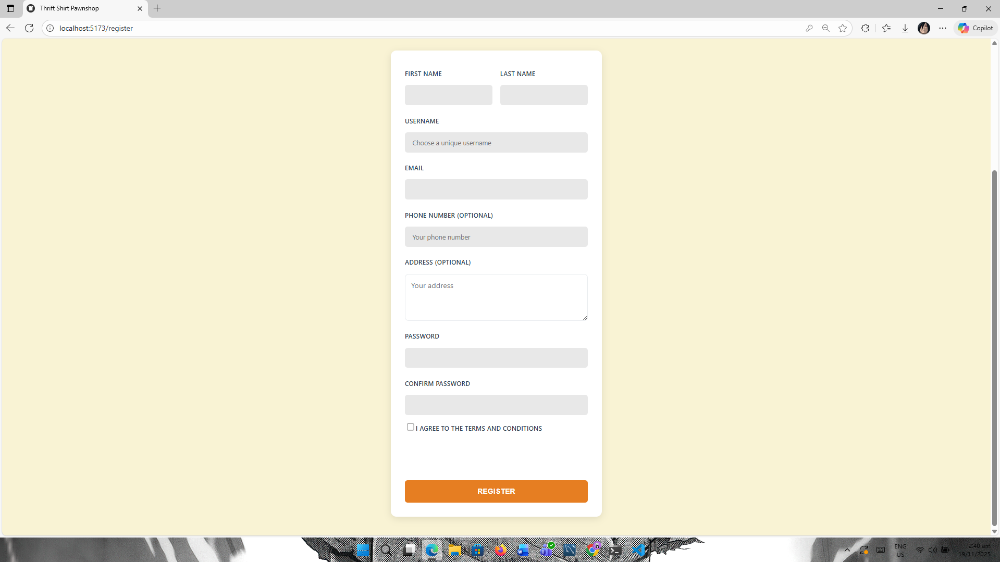 Thrift Shirt Pawnshop
localhost:5173/register
Copilot
FIRST NAME
LAST NAME
USERNAME
Choose a unique username
EMAIL
PHONE NUMBER (OPTIONAL)
Your phone number
ADDRESS (OPTIONAL)
Your address
PASSWORD
CONFIRM PASSWORD
I AGREE TO THE TERMS AND CONDITIONS
REGISTER
ENG
US
2:40 am
19/11/2025